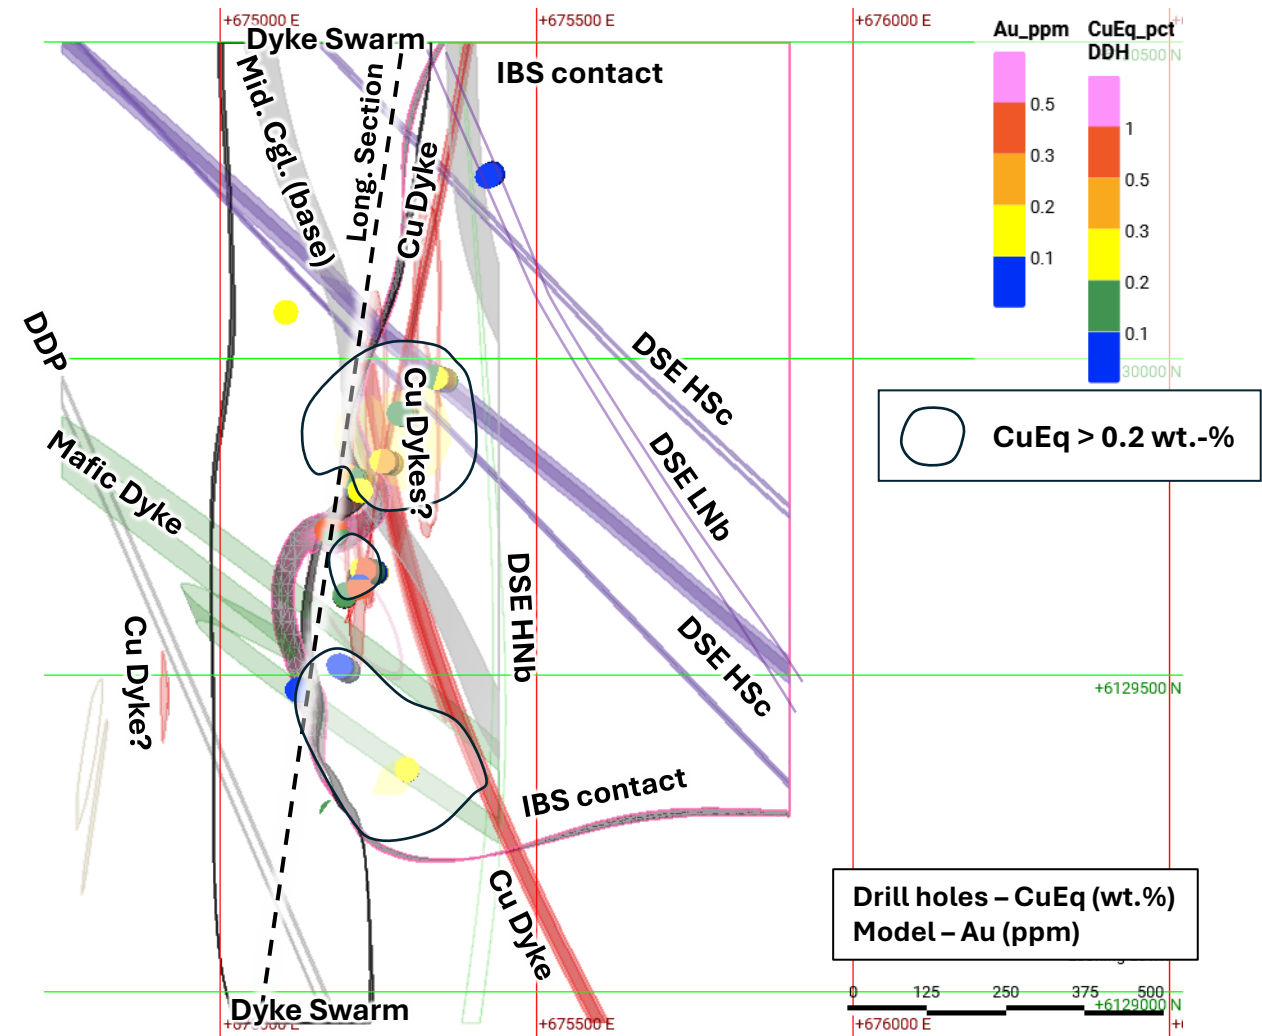 +675000 E
+675500 E
+676000 E
Dyke Swarm
IBS contact
Au_ppm
CuEq_pct
DDH
0500 N
0.5
0.3
0.2
0.1
1
0.5
0.3
0.2
0.1
Mid. Cgl. (base)
Long. Section
Cu Dyke
DDP
30000 N
DSE HSc
Cu Dykes?
CuEq > 0.2 wt.-%
Mafic Dyke
DSE LNb
DSE HNb
Cu Dyke?
DSE HSc
+6129500 N
IBS contact
Cu Dyke
Drill holes – CuEq (wt.%)
Model – Au (ppm)
0 125 250 375 500
+6129000 N
Dyke Swarm
+675500 E
+676000 E